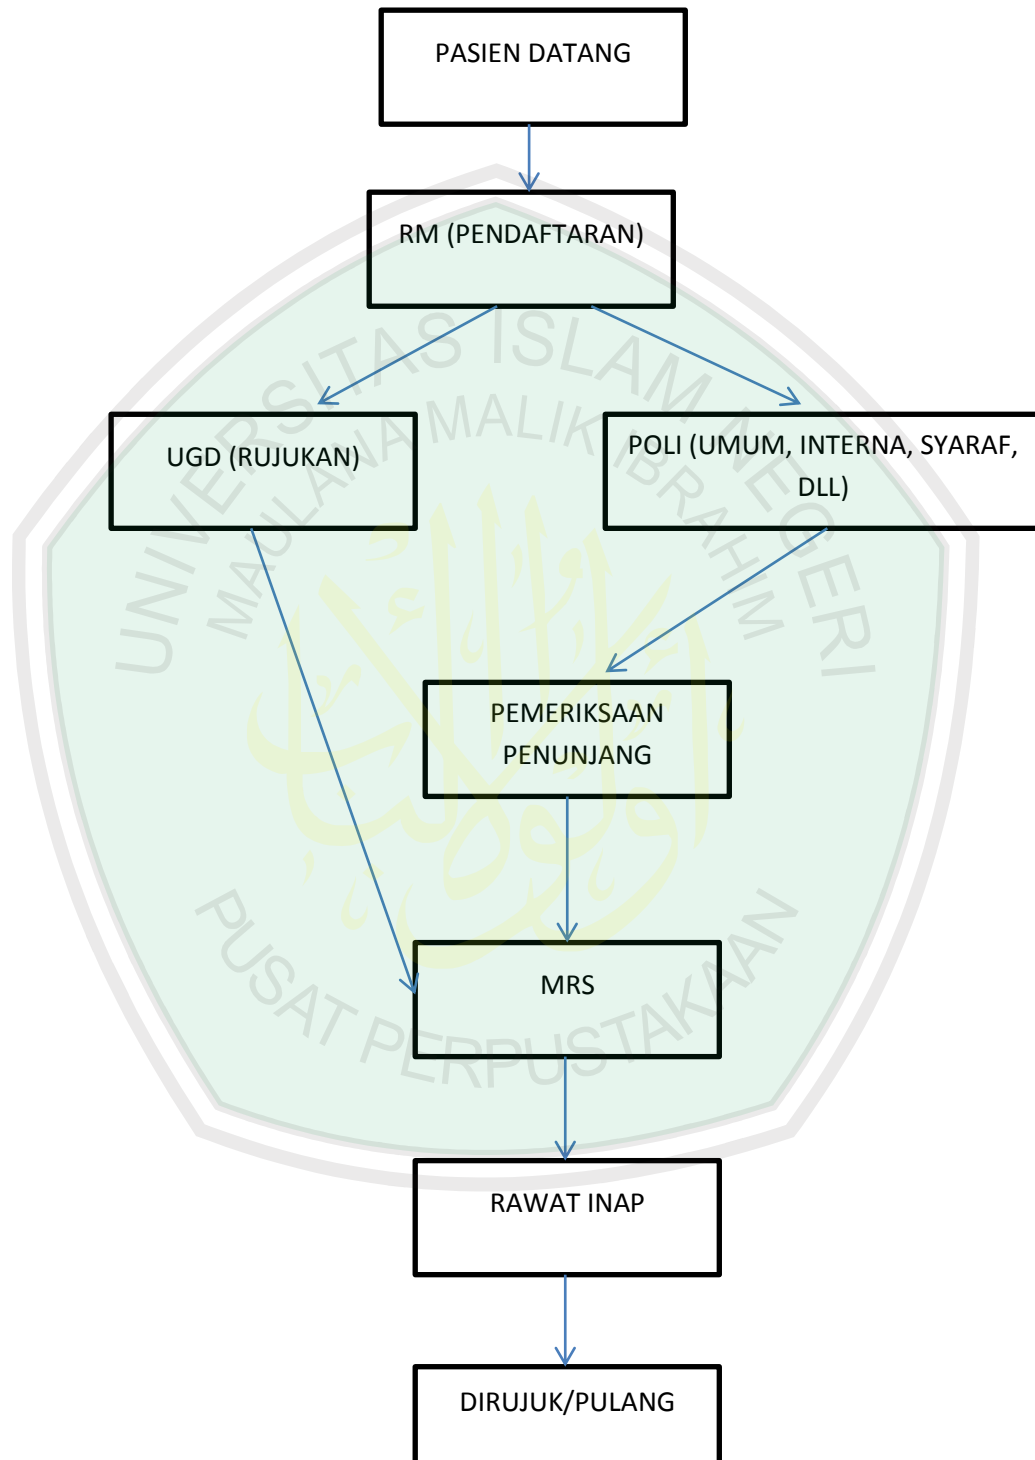 PASIEN DATANG
RM (PENDAFTARAN)
UNIVERSITAS ISLAM NEGERI
MAULANA MALIK IBRAHIM
UGD (RUJUKAN)
POLI (UMUM, INTERNA, SYARAF,
DLL)
PEMERIKSAAN
PENUNJANG
MRS
PUSAT PERPUSTAKAAN
RAWAT INAP
DIRUJUK/PULANG